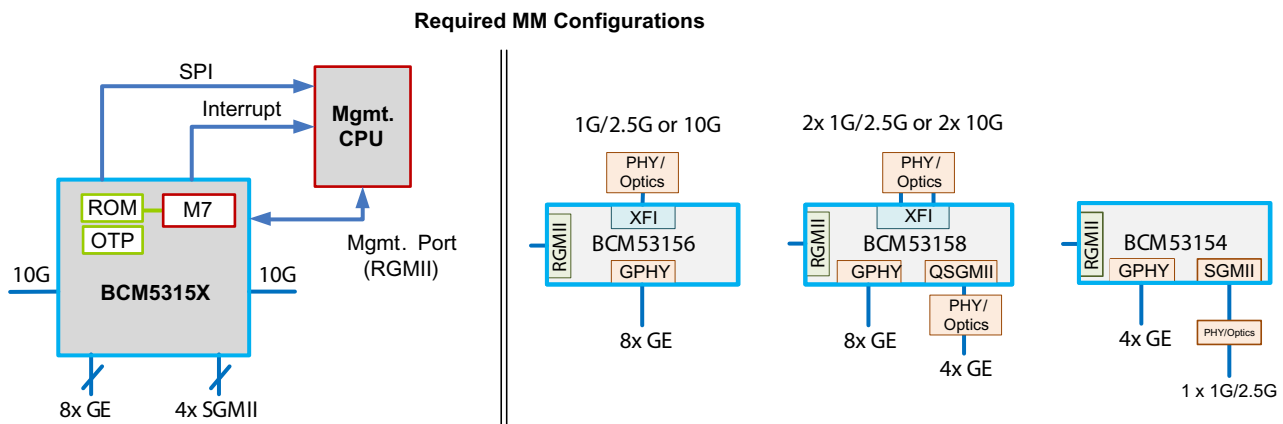 Required MM Configurations
SPI
Interrupt
Mgmt.
CPU
ROM
M7
OTP
Mgmt. Port
(RGMII)
10G
10G
BCM5315X
8x GE
4x SGMII
1G/2.5G or 10G
PHY/
Optics
XFI
RGMII
BCM53156
GPHY
8x GE
2x 1G/2.5G or 2x 10G
PHY/
Optics
XFI
RGMII
BCM53158
GPHY
QSGMII
PHY/
Optics
8x GE
4x GE
RGMII
BCM53154
GPHY
SGMII
PHY/Optics
4x GE
1 x 1G/2.5G